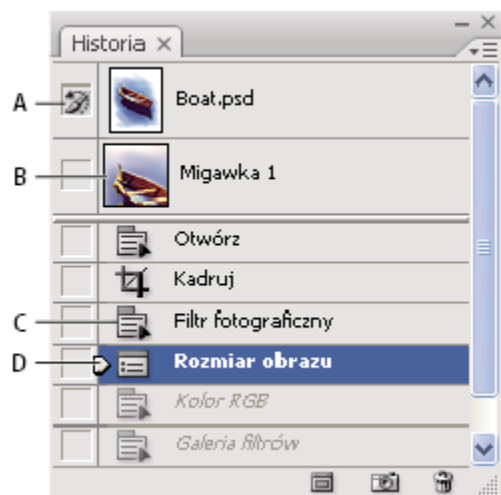 Historia
A
Boat.psd
B
Migawka 1
Otwórz
Kadruj
C
Filtr fotograficzny
D
Rozmiar obrazu
Kolor RGB
Galeria filtrów